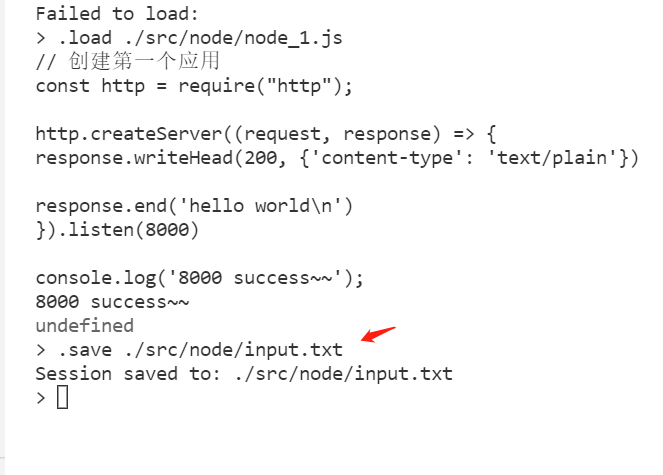 Failed to load:
> .load ./src/node/node_1.js
// 创建第一个应用
const http = require("http");
http.createServer((request, response) => {
response.writeHead(200, {'content-type': 'text/plain'})
response.end('hello world\n')
}).listen(8000)
console.log('8000 success~~');
8000 success~~
undefined
> .save ./src/node/input.txt
Session saved to: ./src/node/input.txt
>